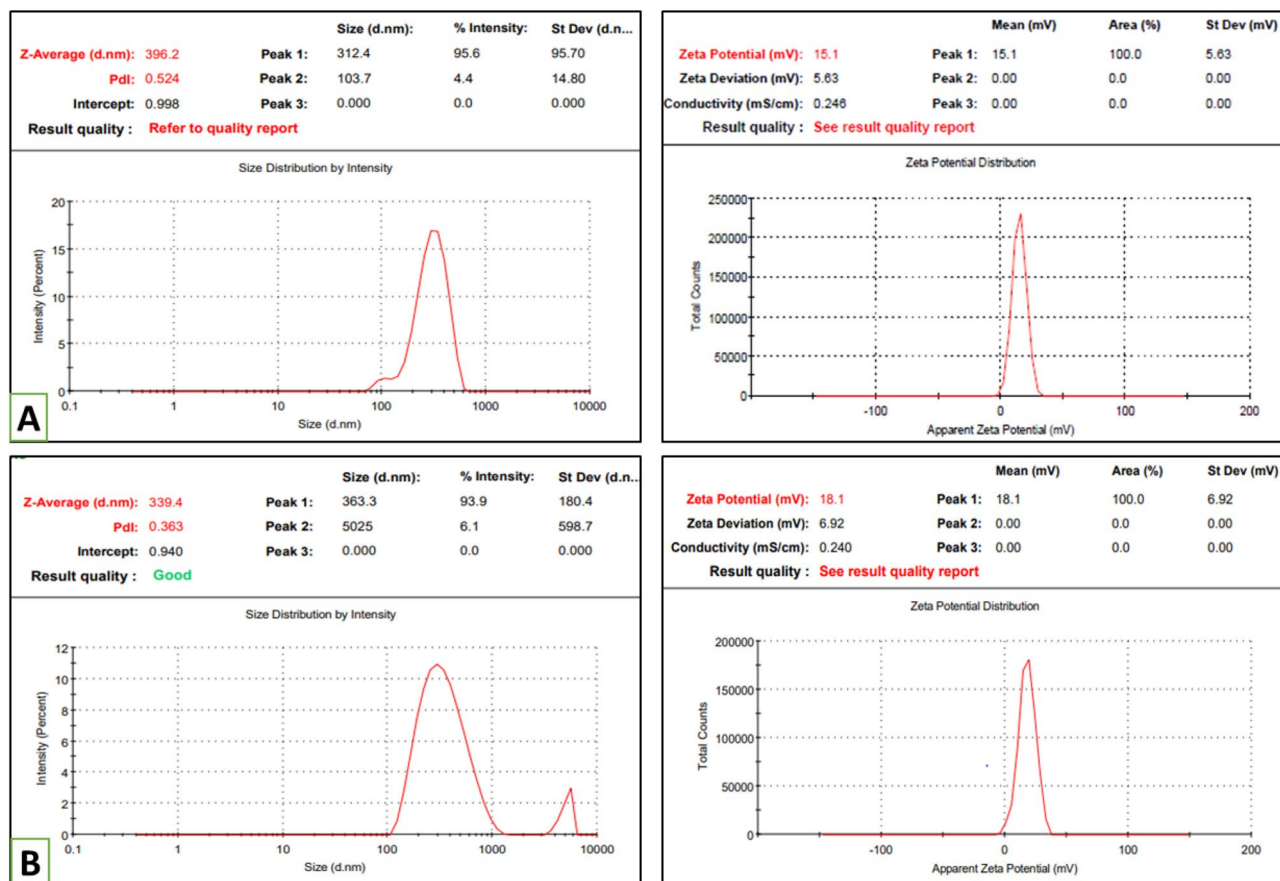 Size (d.nm): % Intensity: St Dev (d.n...
Z-Average (d.nm): 396.2 Peak 1: 312.4 95.6 95.70
PdI: 0.524 Peak 2: 103.7 4.4 14.80
Intercept: 0.998 Peak 3: 0.000 0.0 0.000
Result quality : Refer to quality report
Size Distribution by Intensity
20
15
10
5
0
Intensity (Percent)
0.1 1 10 100 1000 10000
Size (d.nm)
A
Mean (mV) Area (%) St Dev (mV)
Zeta Potential (mV): 15.1 Peak 1: 15.1 100.0 5.63
Zeta Deviation (mV): 5.63 Peak 2: 0.00 0.0 0.00
Conductivity (mS/cm): 0.246 Peak 3: 0.00 0.0 0.00
Result quality : See result quality report
Zeta Potential Distribution
250000
200000
150000
100000
50000
0
Total Counts
-100 0 100 200
Apparent Zeta Potential (mV)
Size (d.nm): % Intensity: St Dev (d.n...
Z-Average (d.nm): 339.4 Peak 1: 363.3 93.9 180.4
PdI: 0.363 Peak 2: 5025 6.1 598.7
Intercept: 0.940 Peak 3: 0.000 0.0 0.000
Result quality : Good
Size Distribution by Intensity
12
10
8
6
4
2
0
Intensity (Percent)
0.1 1 10 100 1000 10000
Size (d.nm)
B
Mean (mV) Area (%) St Dev (mV)
Zeta Potential (mV): 18.1 Peak 1: 18.1 100.0 6.92
Zeta Deviation (mV): 6.92 Peak 2: 0.00 0.0 0.00
Conductivity (mS/cm): 0.240 Peak 3: 0.00 0.0 0.00
Result quality : See result quality report
Zeta Potential Distribution
200000
150000
100000
50000
0
Total Counts
-100 0 100 200
Apparent Zeta Potential (mV)